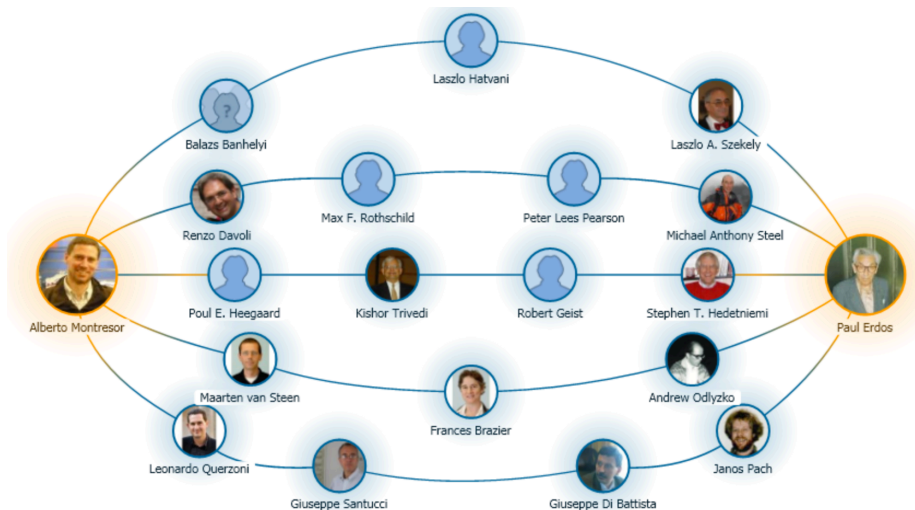 Laszlo Hatvani
?
Balazs Banhelyi
Laszlo A. Szekely
Renzo Davoli
Max F. Rothschild
Peter Lees Pearson
Michael Anthony Steel
Alberto Montresor
Poul E. Heegaard
Kishor Trivedi
Robert Geist
Stephen T. Hedetniemi
Paul Erdos
Maarten van Steen
Frances Brazier
Andrew Odlyzko
Leonardo Querzoni
Giuseppe Santucci
Giuseppe Di Battista
Janos Pach